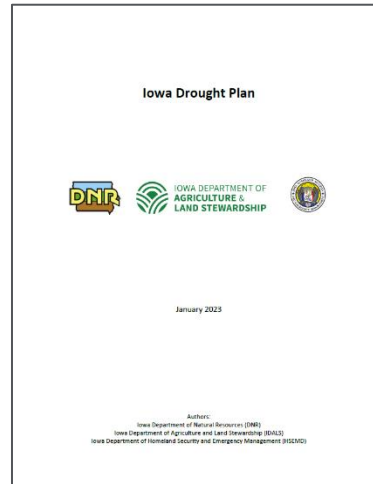 Iowa Drought Plan
DNR
IOWA DEPARTMENT OF
AGRICULTURE &
LAND STEWARDSHIP
January 2023
Authors:
Iowa Department of Natural Resources (DNR)
Iowa Department of Agriculture and Land Stewardship (IDALS)
Iowa Department of Homeland Security and Emergency Management (HSEMD)